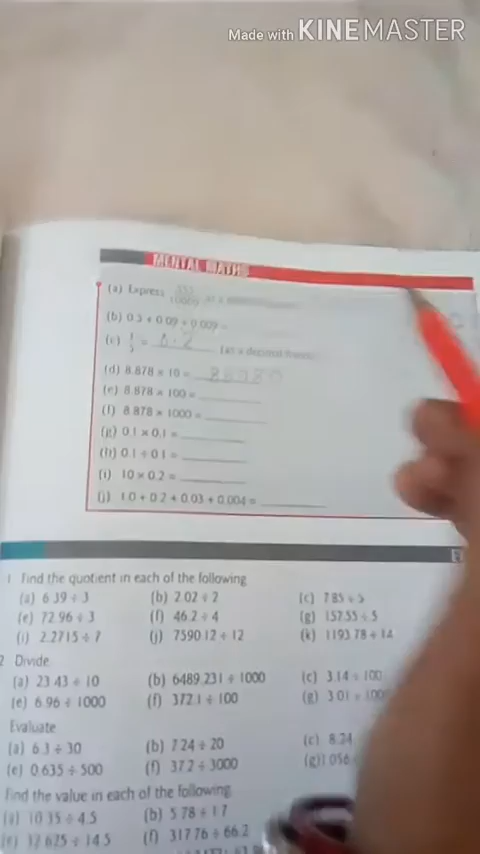 Made with KINEMASTER
MENTAL MATHS
(a) Express
(b) 0.3 + 0.09 + 0.009 =
(c) 1/5 = 0.2 (as a decimal
(d) 8.878 × 10 =
(e) 8.878 × 100 =
(f) 8.878 × 1000 =
(g) 0.1 × 0.1 =
(h) 0.1 ÷ 0.1 =
(i) 10 × 0.2 =
(j) 1.0 + 0.2 + 0.03 + 0.004 =
1 Find the quotient in each of the following
(a) 6.39 ÷ 3 (b) 2.02 ÷ 2 (c) 7.85 ÷ 5
(e) 72.96 ÷ 3 (f) 46.2 ÷ 4 (g) 157.55 ÷ 5
(i) 2.2715 ÷ 7 (j) 7590.12 ÷ 12 (k) 1193.78 ÷ 14
2 Divide
(a) 23.43 ÷ 10 (b) 6489.231 ÷ 1000 (c) 3.14 ÷ 100
(e) 6.96 ÷ 1000 (f) 372.1 ÷ 100 (g) 3.01 ÷
Evaluate
(a) 6.3 ÷ 30 (b) 7.24 ÷ 20 (c) 8.24
(e) 0.635 ÷ 500 (f) 37.2 ÷ 3000 (g)
Find the value in each of the following
(a) 10.35 ÷ 4.5 (b) 5.78 ÷ 1.7
(e) 32.625 ÷ 14.5 (f) 317.76 ÷ 66.2